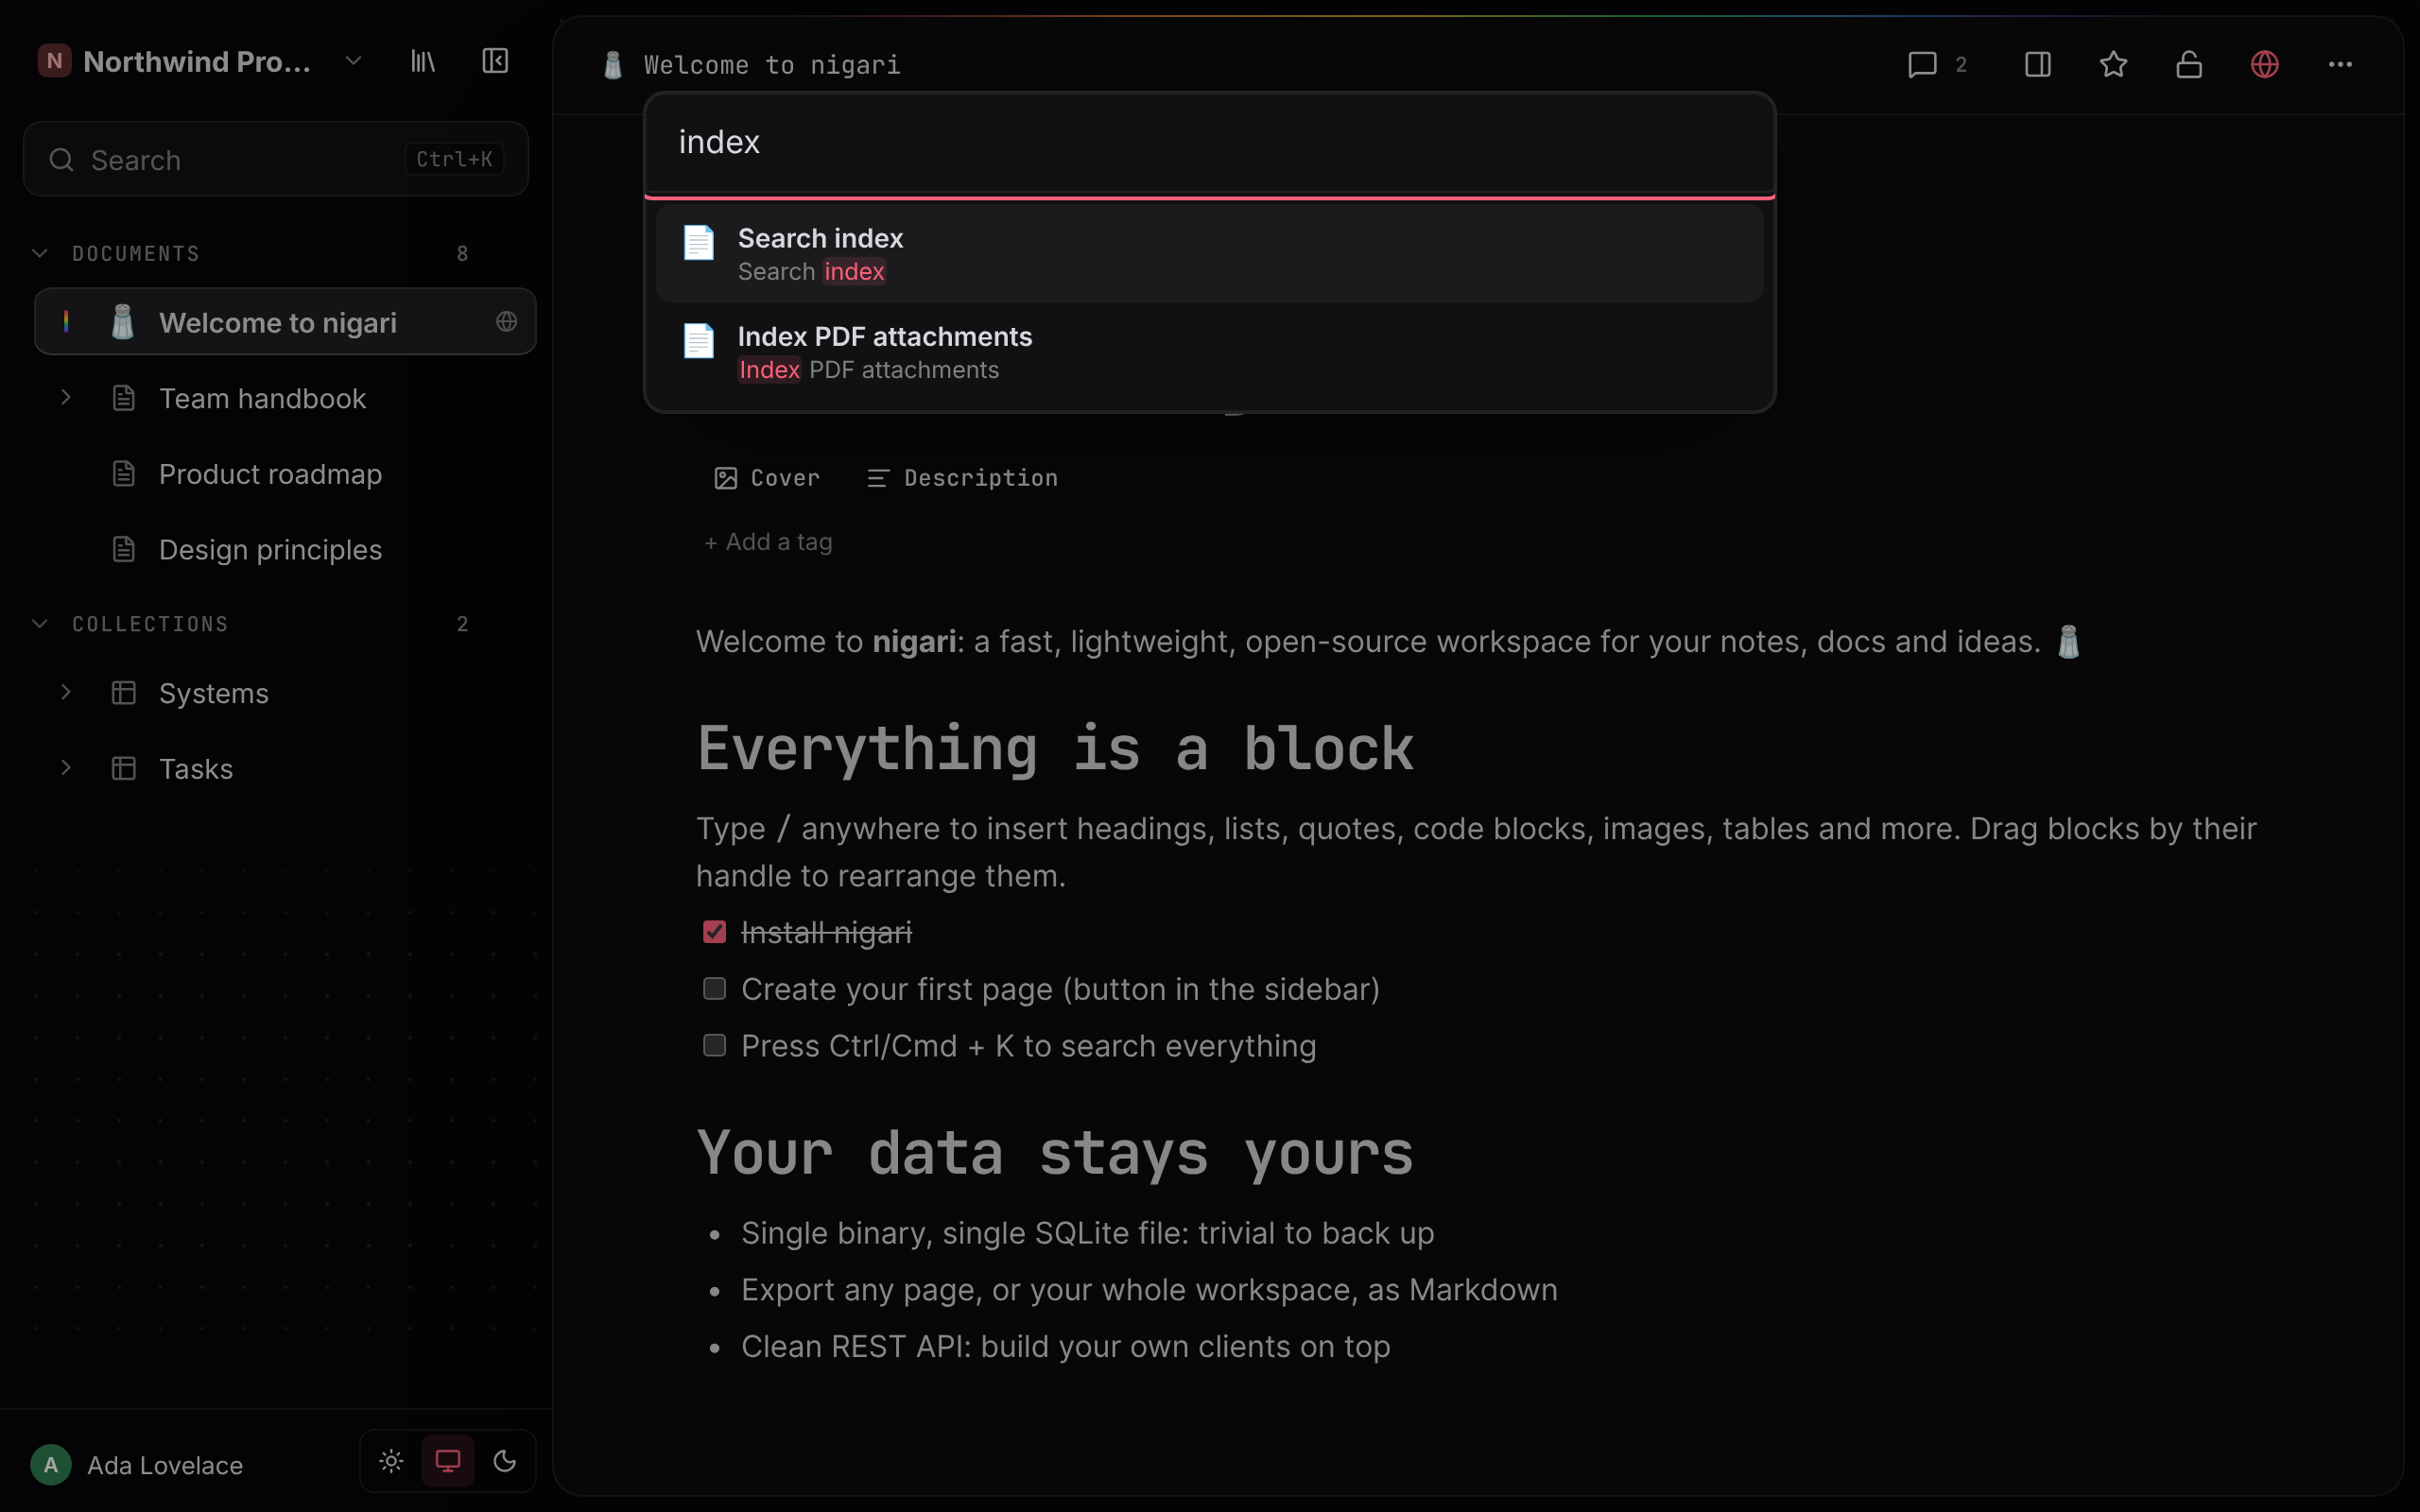 N Northwind Pro...
Search Ctrl+K
DOCUMENTS 8
Welcome to nigari
Team handbook
Product roadmap
Design principles
COLLECTIONS 2
Systems
Tasks
A Ada Lovelace
Welcome to nigari
2
index
Search index
Search index
Index PDF attachments
Index PDF attachments
Cover Description
+ Add a tag
Welcome to nigari: a fast, lightweight, open-source workspace for your notes, docs and ideas.
Everything is a block
Type / anywhere to insert headings, lists, quotes, code blocks, images, tables and more. Drag blocks by their
handle to rearrange them.
Install nigari
Create your first page (button in the sidebar)
Press Ctrl/Cmd + K to search everything
Your data stays yours
• Single binary, single SQLite file: trivial to back up
• Export any page, or your whole workspace, as Markdown
• Clean REST API: build your own clients on top